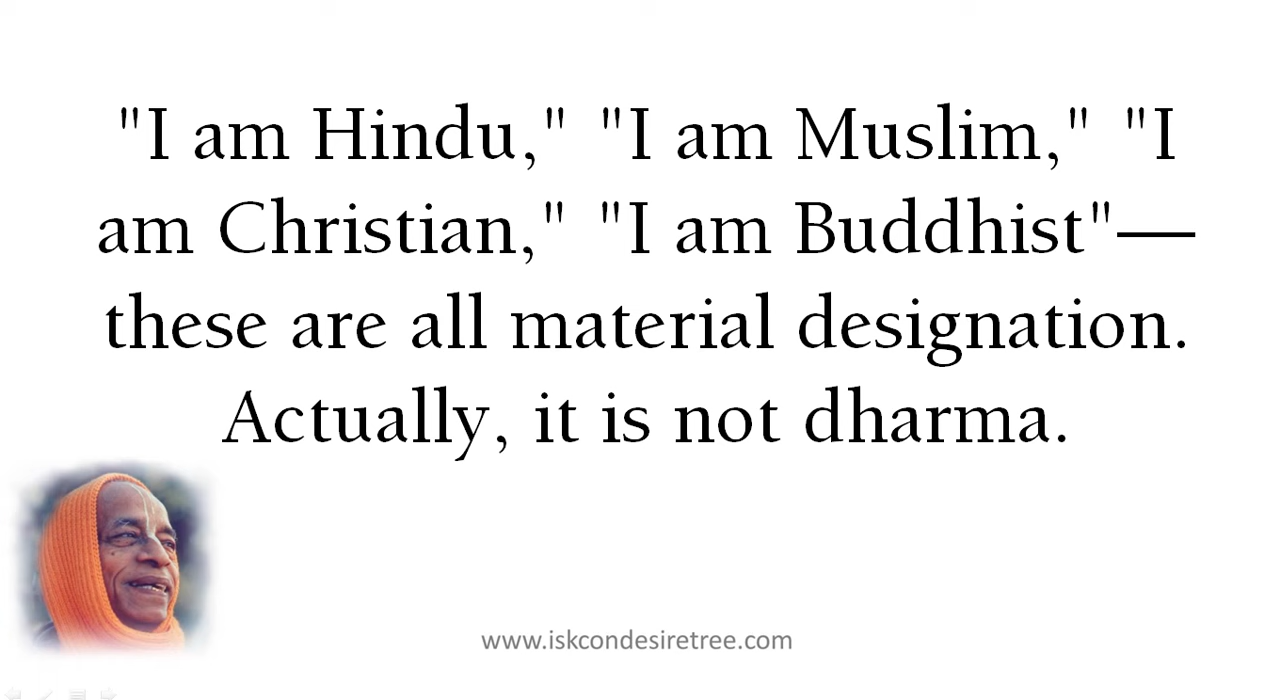 "I am Hindu," "I am Muslim," "I
am Christian," "I am Buddhist"—
these are all material designation.
Actually, it is not dharma.
www.iskcondesiretree.com